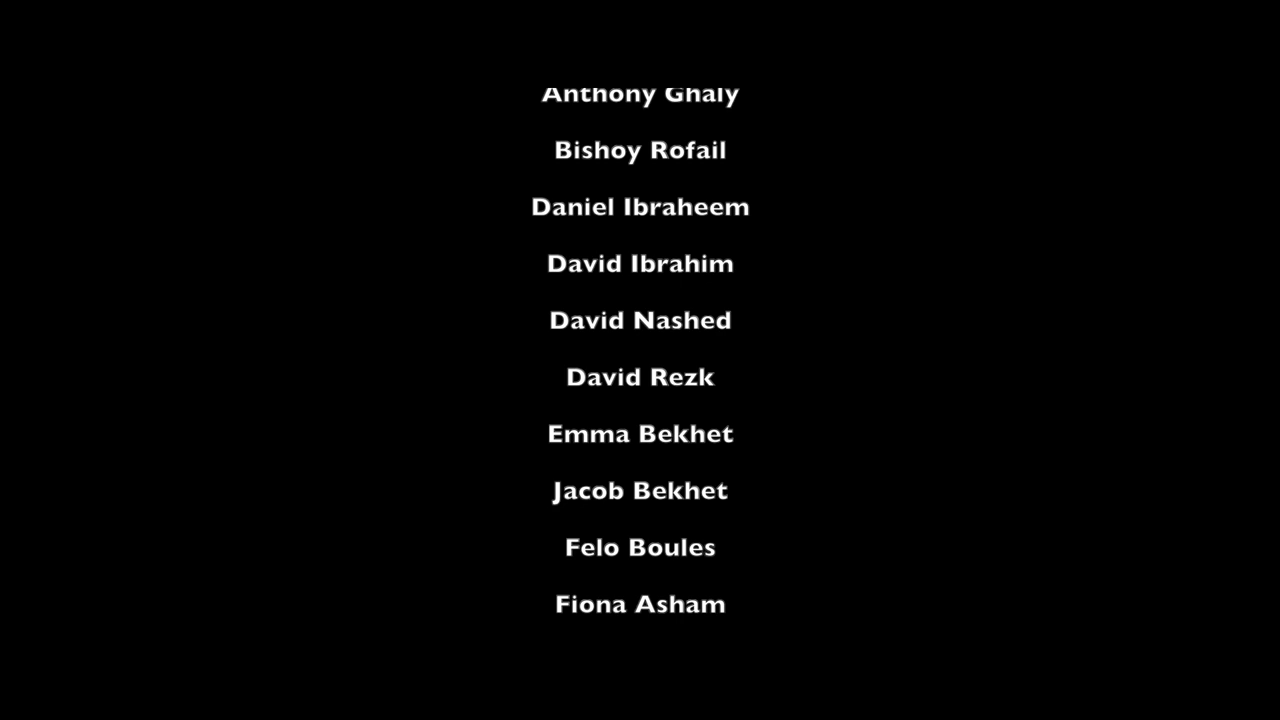 Anthony Ghaly
Bishoy Rofail
Daniel Ibraheem
David Ibrahim
David Nashed
David Rezk
Emma Bekhet
Jacob Bekhet
Felo Boules
Fiona Asham